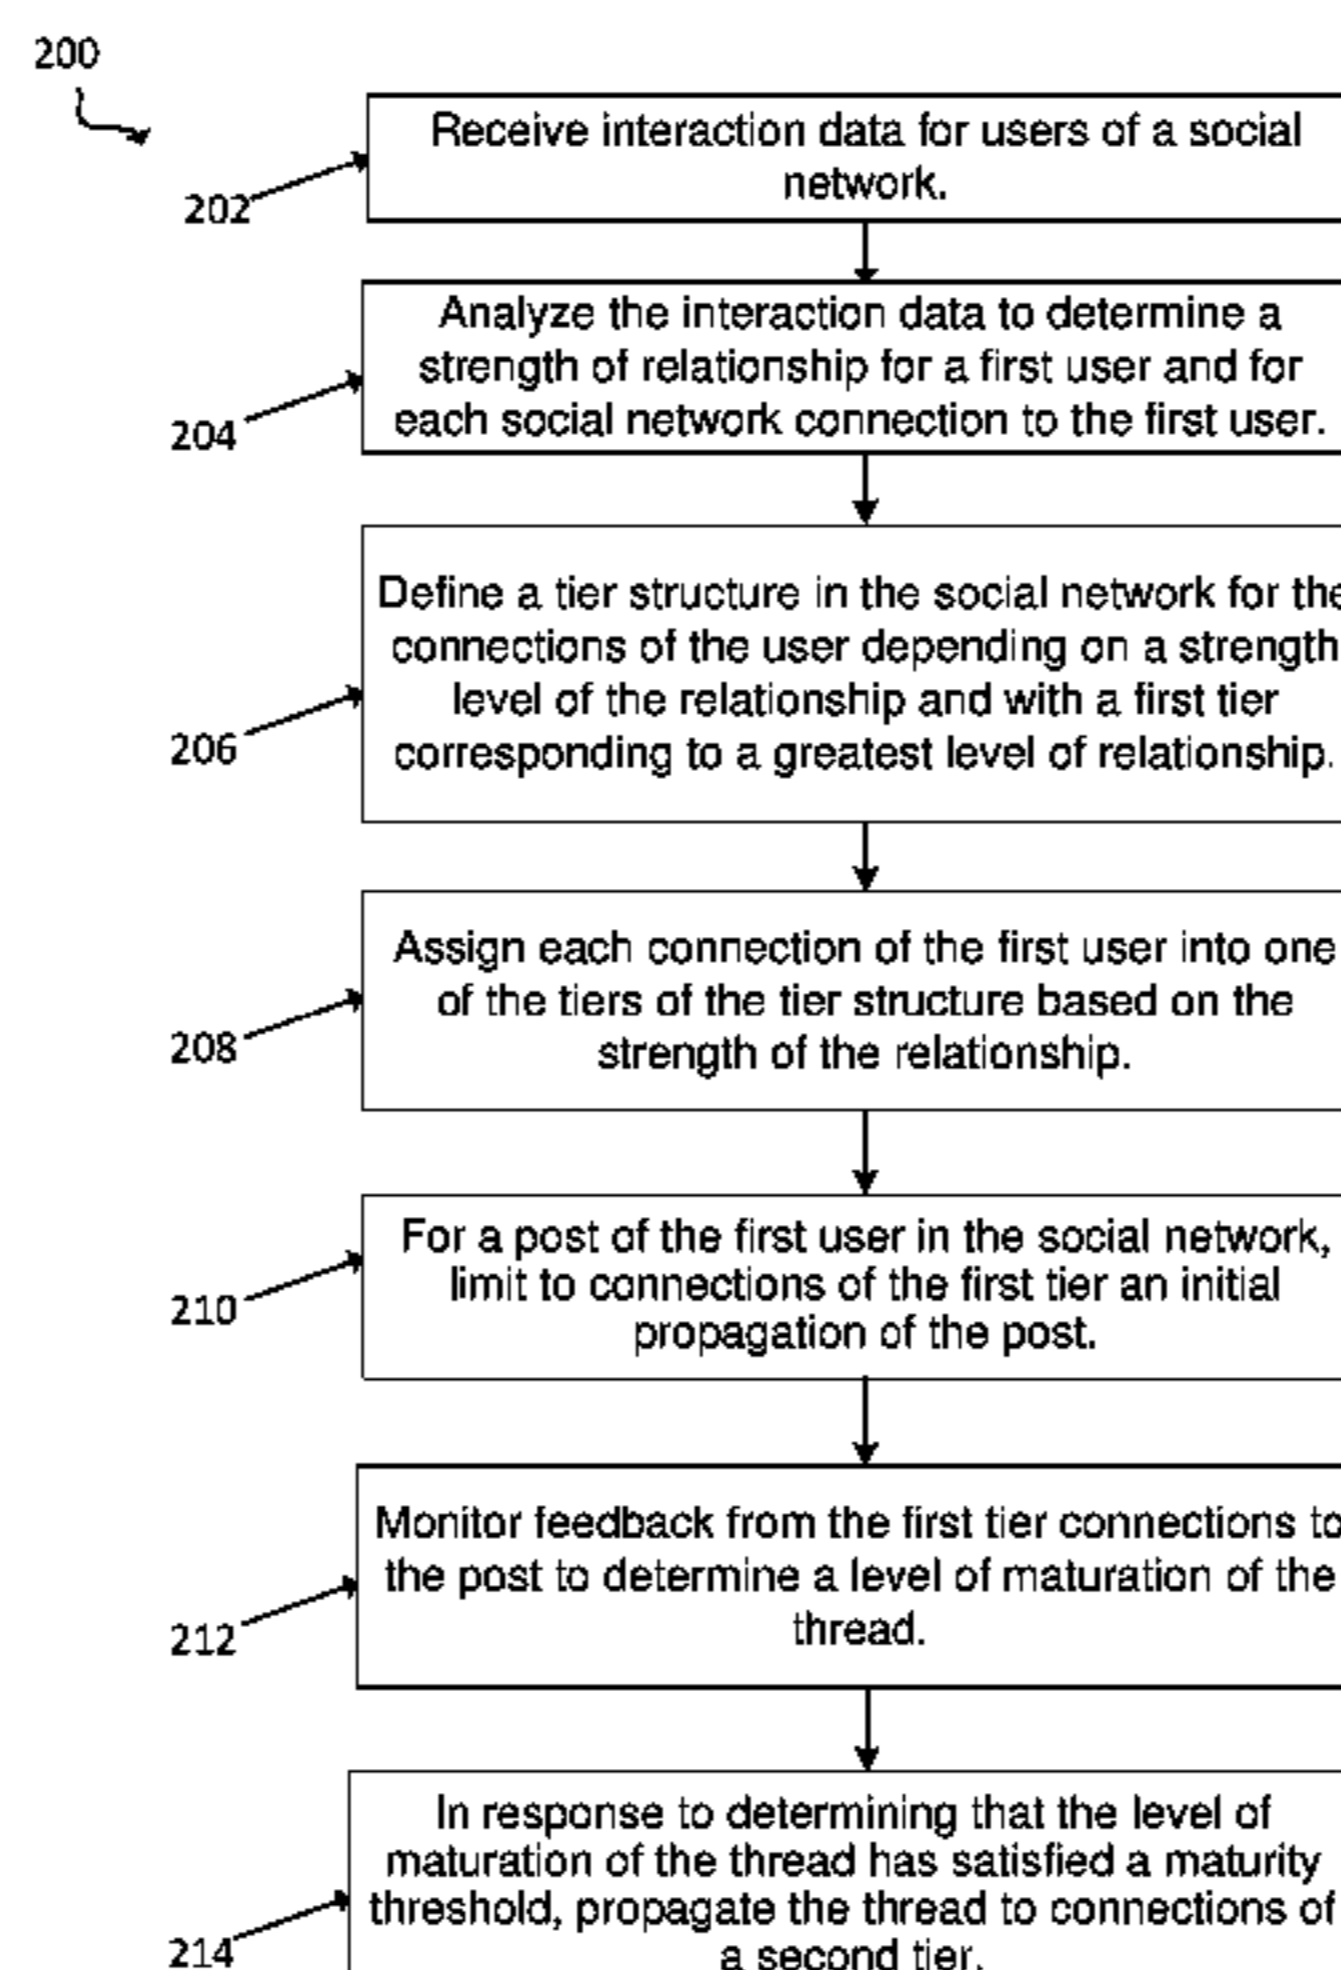 200
202
Receive interaction data for users of a social
network.
204
Analyze the interaction data to determine a
strength of relationship for a first user and for
each social network connection to the first user.
206
Define a tier structure in the social network for the
connections of the user depending on a strength
level of the relationship and with a first tier
corresponding to a greatest level of relationship.
208
Assign each connection of the first user into one
of the tiers of the tier structure based on the
strength of the relationship.
210
For a post of the first user in the social network,
limit to connections of the first tier an initial
propagation of the post.
212
Monitor feedback from the first tier connections to
the post to determine a level of maturation of the
thread.
214
In response to determining that the level of
maturation of the thread has satisfied a maturity
threshold, propagate the thread to connections of
a second tier.